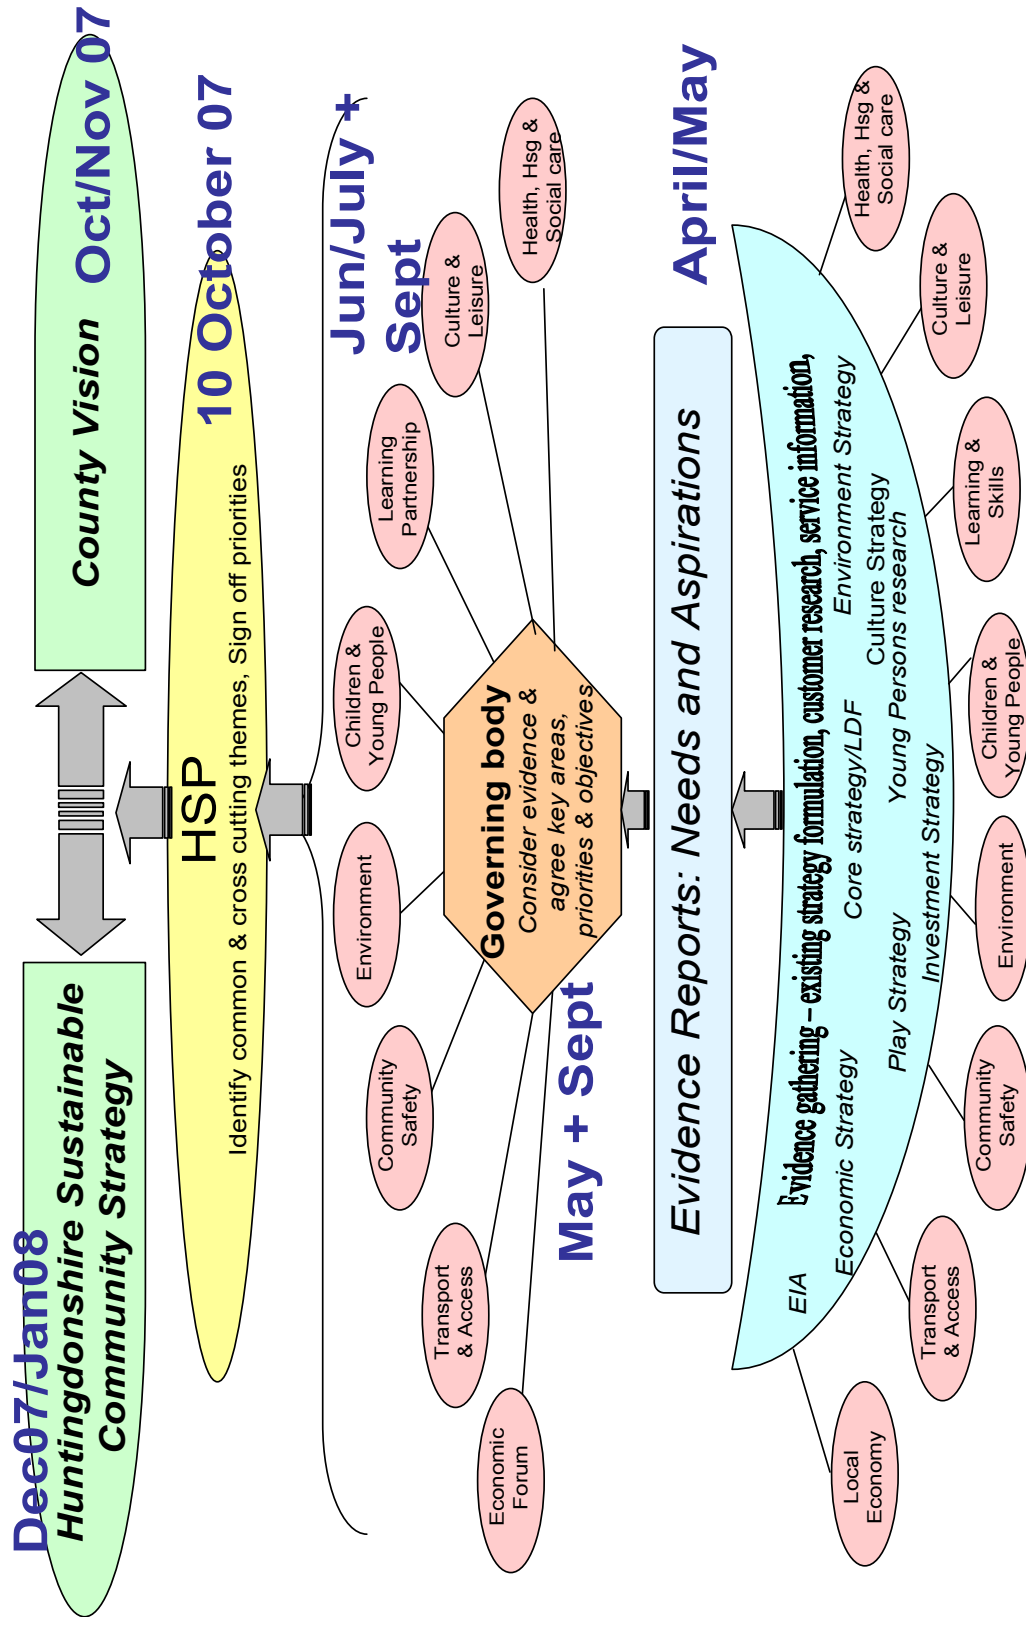 Dec07/Jan08
Huntingdonshire Sustainable
Community Strategy
Oct/Nov 07
County Vision
10 October 07
HSP
Identify common & cross cutting themes, Sign off priorities
Jun/July +
Sept
Economic
Forum
Transport
& Access
Community
Safety
Environment
Children &
Young People
Learning
Partnership
Culture &
Leisure
Health, Hsg &
Social care
Governing body
Consider evidence &
agree key areas,
priorities & objectives
May + Sept
April/May
Evidence Reports: Needs and Aspirations
Evidence gathering – existing strategy formulation, customer research, service information,
EIA
Economic Strategy
Core strategy/LDF
Environment Strategy
Culture Strategy
Play Strategy
Young Persons research
Investment Strategy
Local
Economy
Transport
& Access
Community
Safety
Environment
Children &
Young People
Learning &
Skills
Culture &
Leisure
Health, Hsg &
Social care